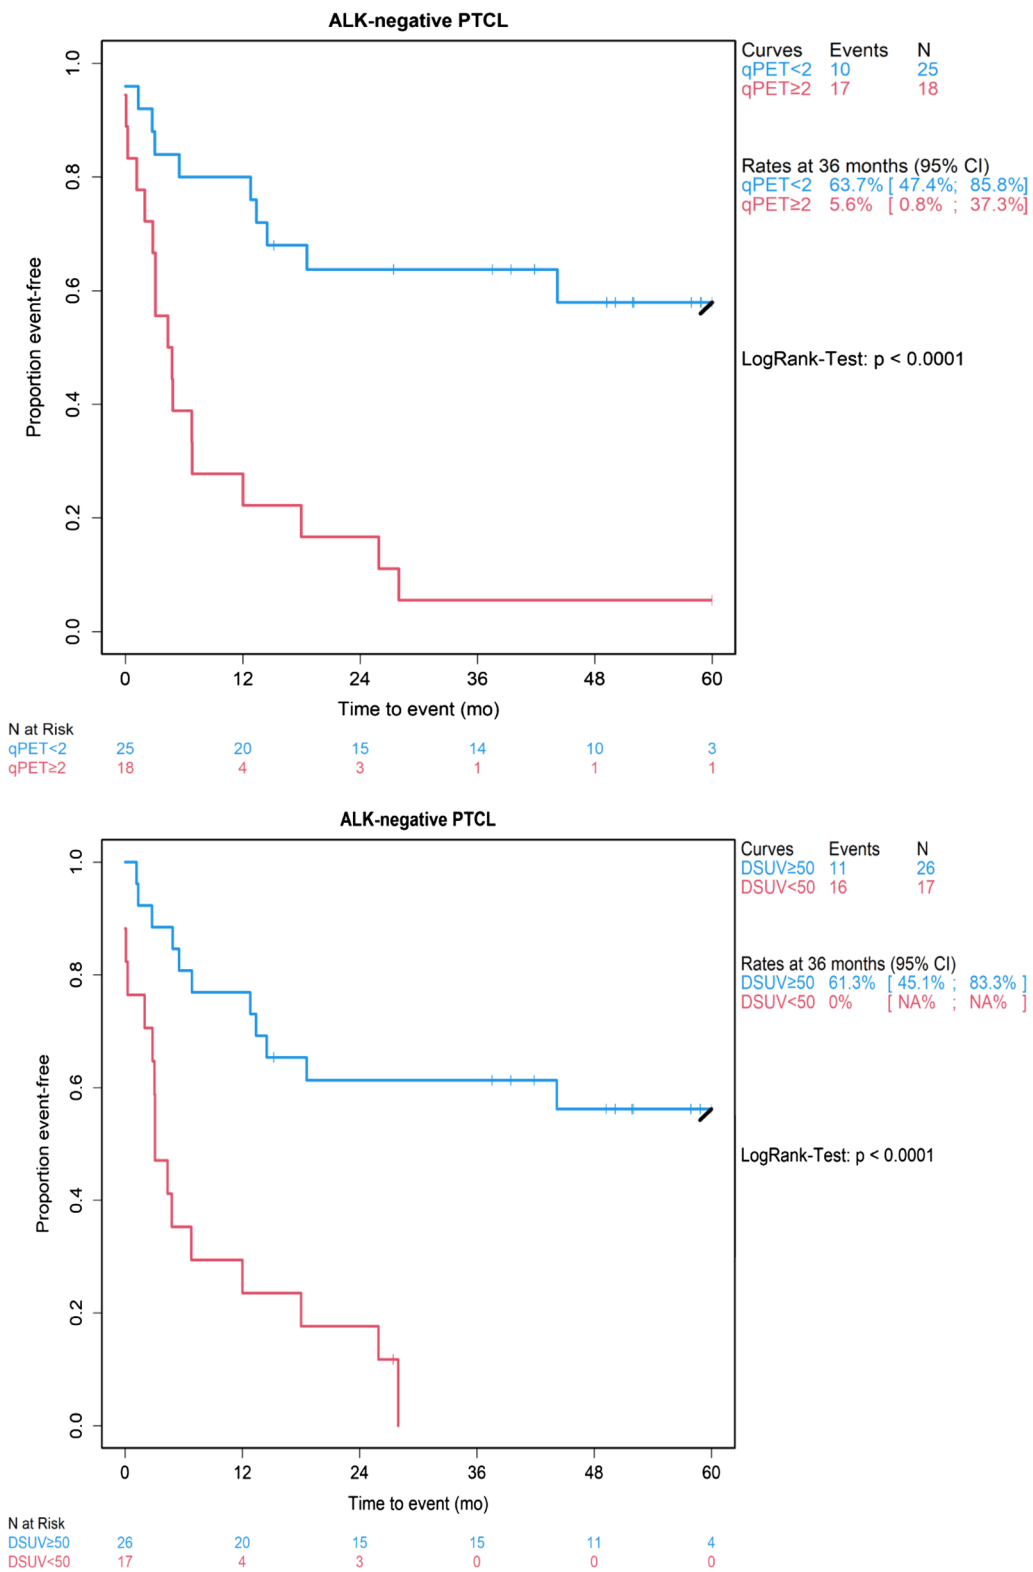 ALK-negative PTCL
Curves Events N
qPET<2 10 25
qPET≥2 17 18
Rates at 36 months (95% CI)
qPET<2 63.7% [ 47.4% ; 85.8%]
qPET≥2 5.6% [ 0.8% ; 37.3%]
LogRank-Test: p < 0.0001
Proportion event-free
1.0
0.8
0.6
0.4
0.2
0.0
0 12 24 36 48 60
Time to event (mo)
N at Risk
qPET<2 25 20 15 14 10 3
qPET≥2 18 4 3 1 1 1
ALK-negative PTCL
Curves Events N
DSUV≥50 11 26
DSUV<50 16 17
Rates at 36 months (95% CI)
DSUV≥50 61.3% [ 45.1% ; 83.3% ]
DSUV<50 0% [ NA% ; NA% ]
LogRank-Test: p < 0.0001
Proportion event-free
1.0
0.8
0.6
0.4
0.2
0.0
0 12 24 36 48 60
Time to event (mo)
N at Risk
DSUV≥50 26 20 15 15 11 4
DSUV<50 17 4 3 0 0 0